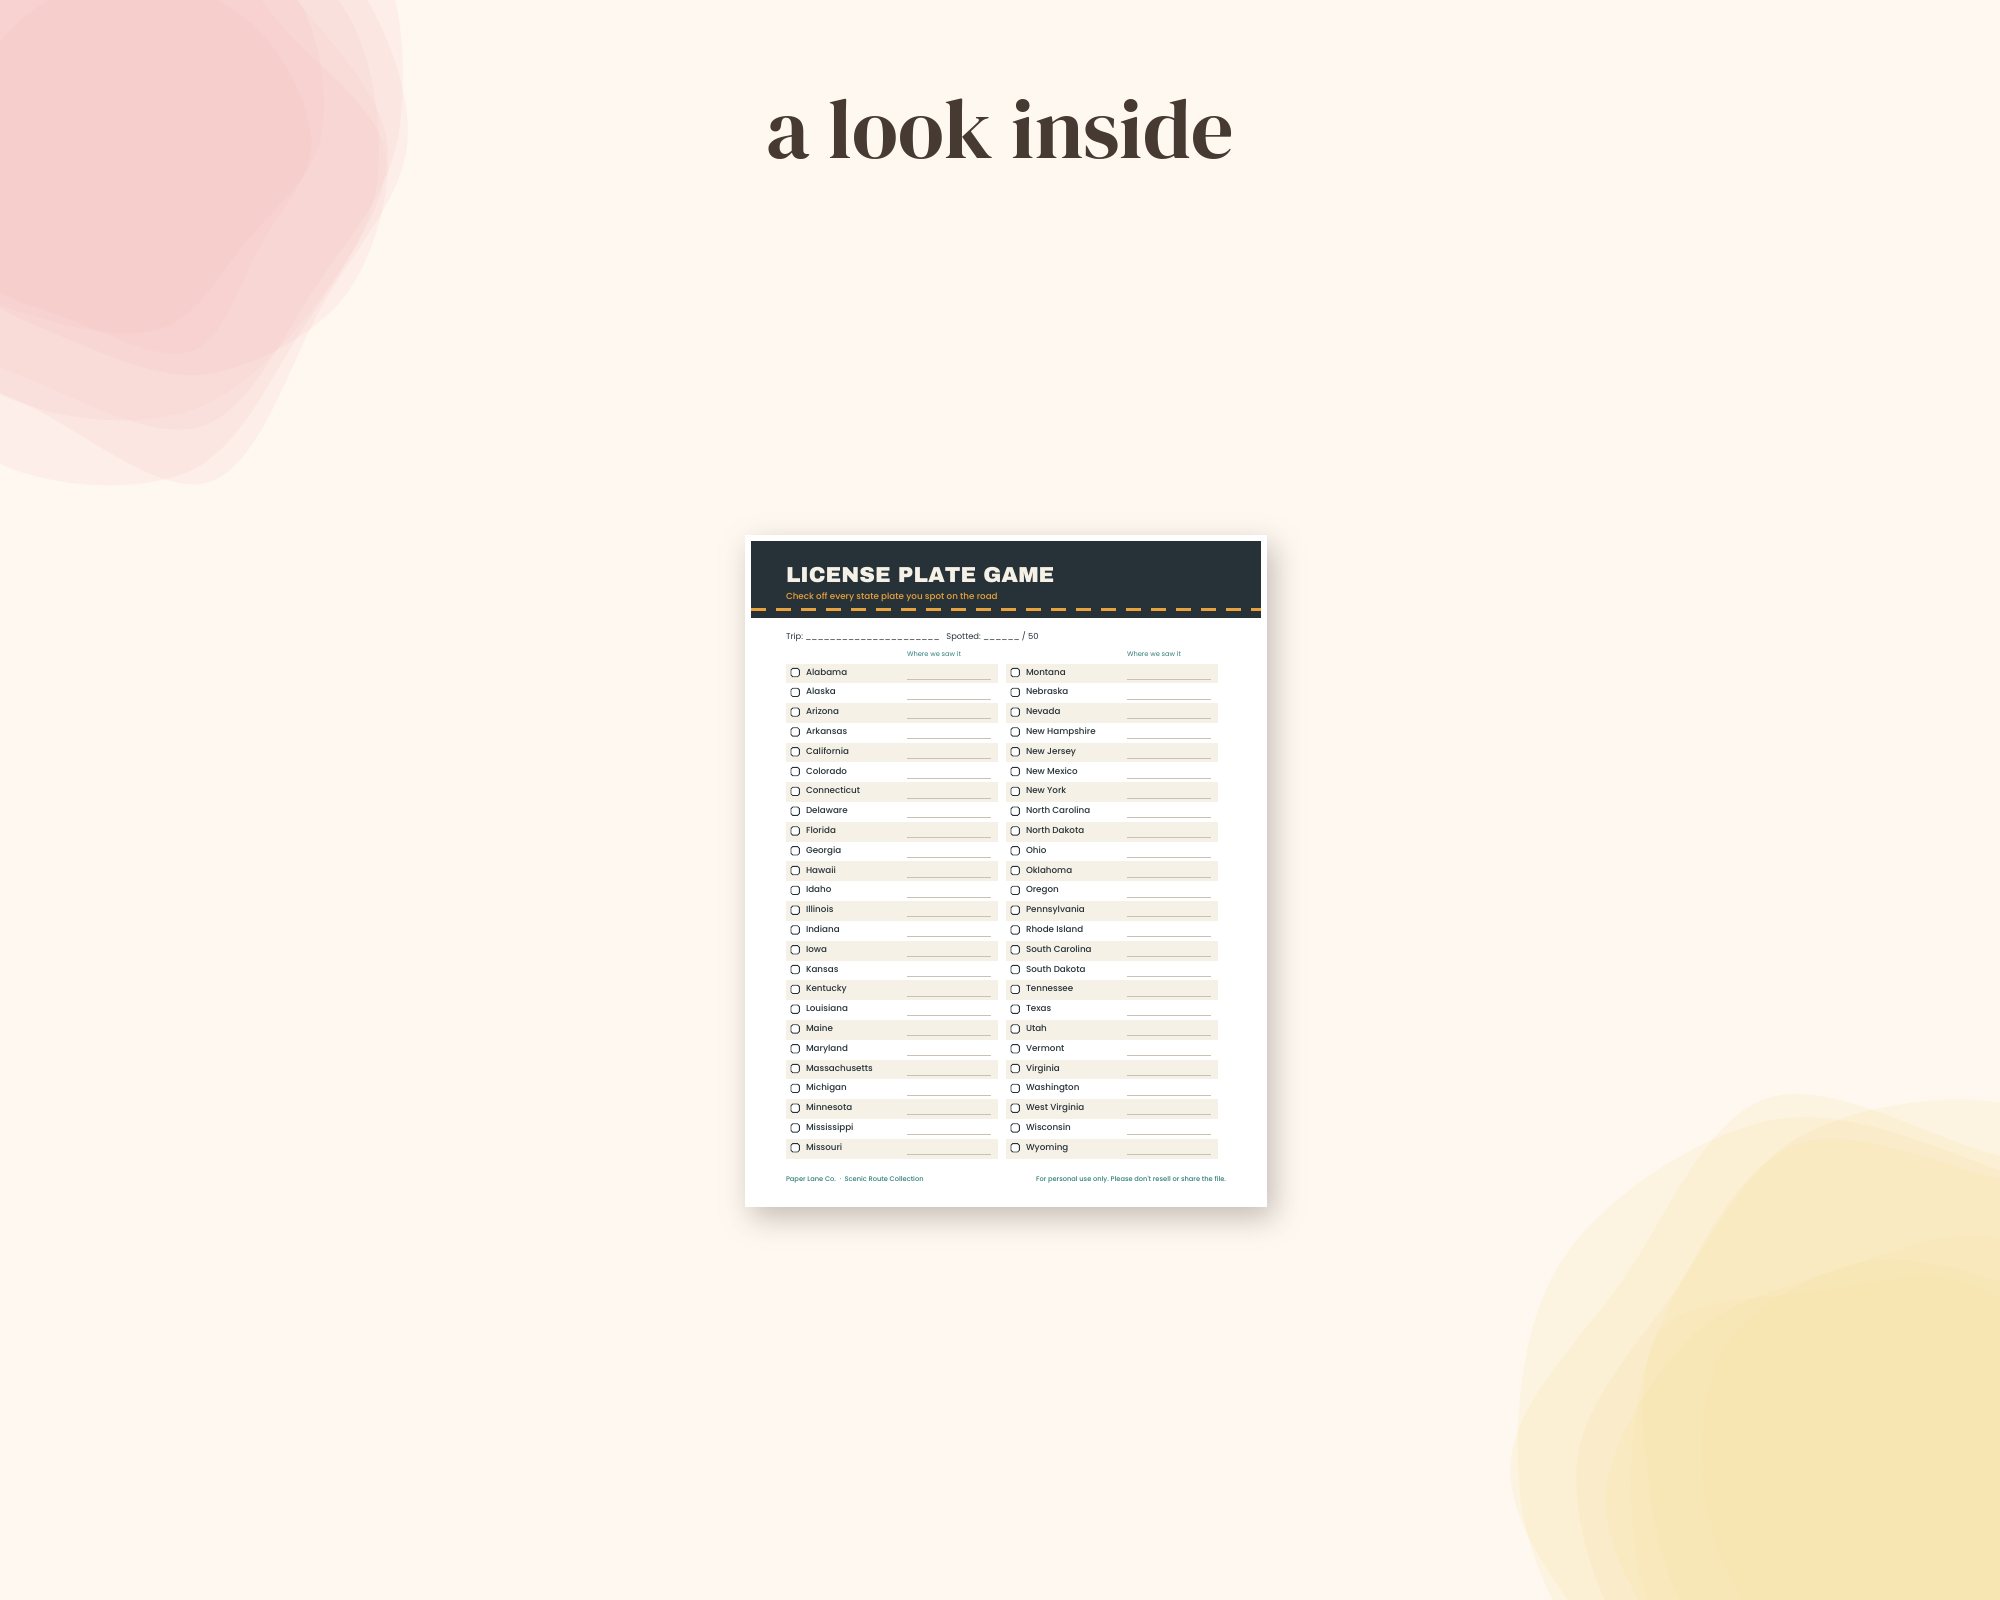 a look inside
LICENSE PLATE GAME
Check off every state plate you spot on the road
Trip: ______________________ Spotted: ______ / 50
Where we saw it Where we saw it
Alabama Montana
Alaska Nebraska
Arizona Nevada
Arkansas New Hampshire
California New Jersey
Colorado New Mexico
Connecticut New York
Delaware North Carolina
Florida North Dakota
Georgia Ohio
Hawaii Oklahoma
Idaho Oregon
Illinois Pennsylvania
Indiana Rhode Island
Iowa South Carolina
Kansas South Dakota
Kentucky Tennessee
Louisiana Texas
Maine Utah
Maryland Vermont
Massachusetts Virginia
Michigan Washington
Minnesota West Virginia
Mississippi Wisconsin
Missouri Wyoming
Paper Lane Co. · Scenic Route Collection For personal use only. Please don't resell or share the file.